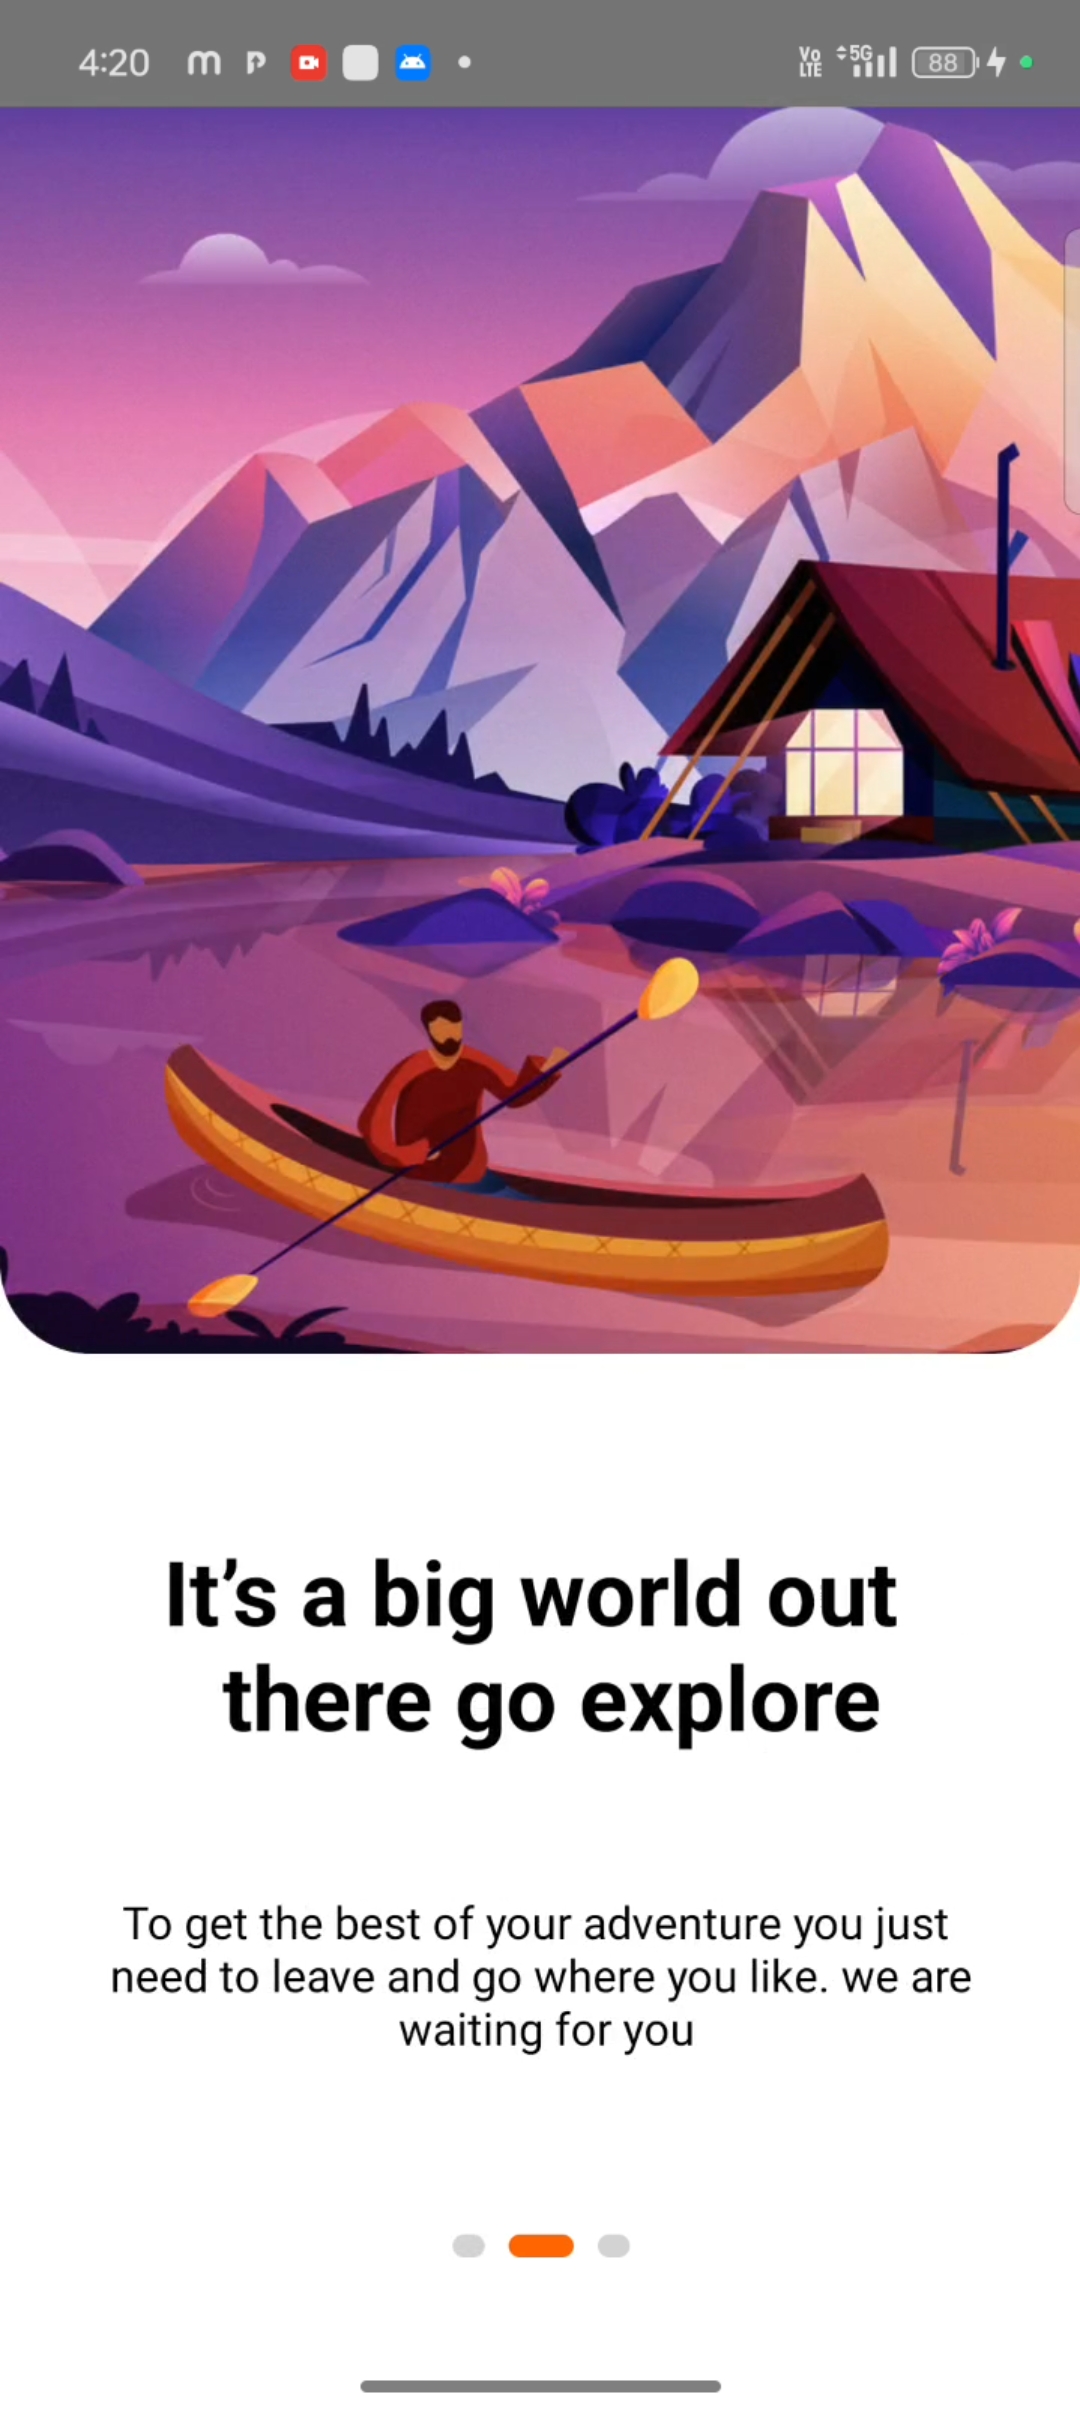 4:20
Vo LTE 5G 88
It's a big world out
there go explore
To get the best of your adventure you just
need to leave and go where you like. we are
waiting for you